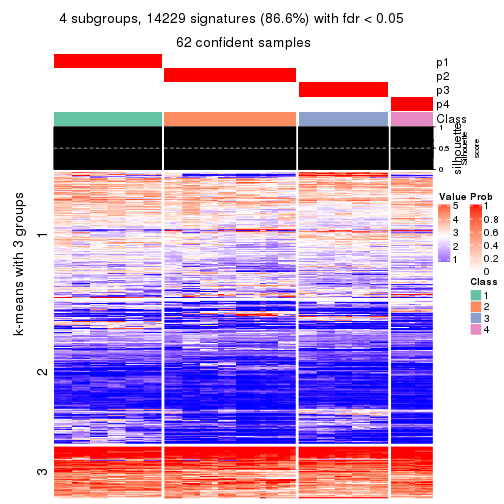 4 subgroups, 14229 signatures (86.6%) with fdr < 0.05
62 confident samples
p1
p2
p3
p4
Class
1
0.5
0
silhouette
Silhouette
score
k-means with 3 groups
1
2
3
Value
5
4
3
2
1
Prob
1
0.8
0.6
0.4
0.2
0
Class
1
2
3
4